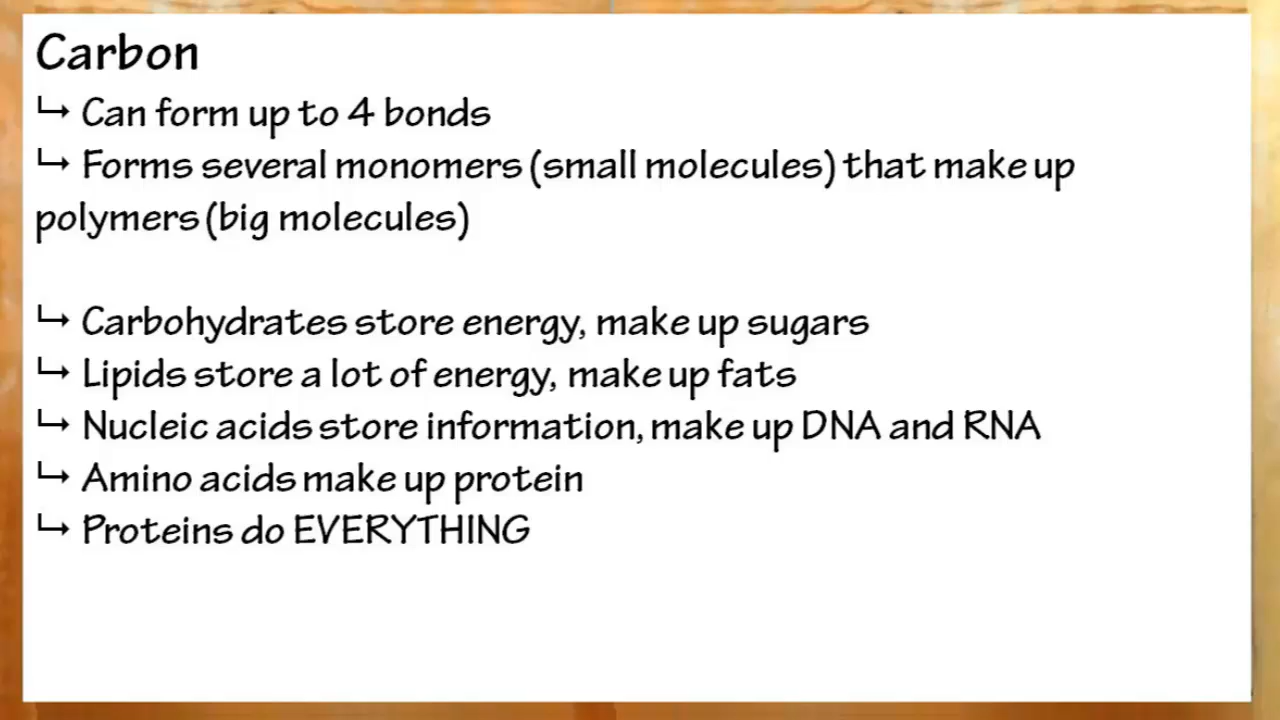 Carbon
↳ Can form up to 4 bonds
↳ Forms several monomers (small molecules) that make up
polymers (big molecules)
↳ Carbohydrates store energy, make up sugars
↳ Lipids store a lot of energy, make up fats
↳ Nucleic acids store information, make up DNA and RNA
↳ Amino acids make up protein
↳ Proteins do EVERYTHING